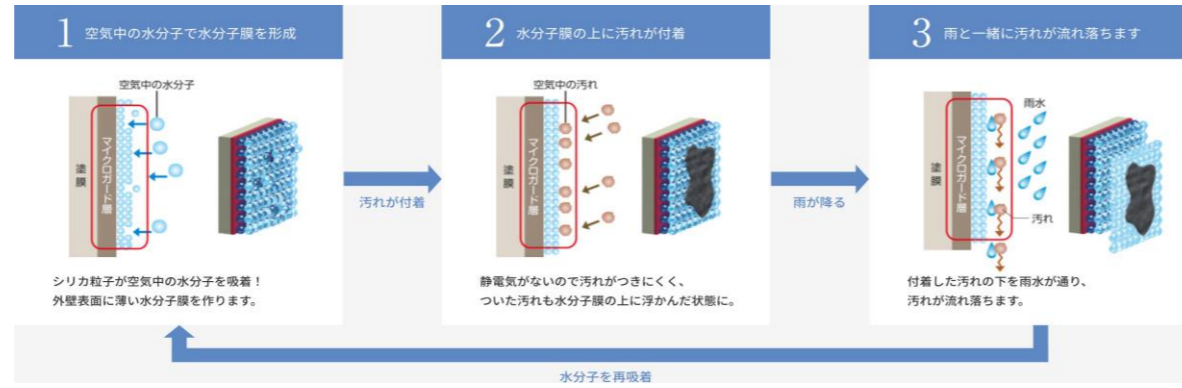 1 空気中の水分子で水分子膜を形成
空気中の水分子
塗膜
マイクロガード層
シリカ粒子が空気中の水分子を吸着！
外壁表面に薄い水分子膜を作ります。
汚れが付着
2 水分子膜の上に汚れが付着
空気中の汚れ
塗膜
マイクロガード層
静電気がないので汚れがつきにくく、
ついた汚れも水分子膜の上に浮かんだ状態に。
雨が降る
3 雨と一緒に汚れが流れ落ちます
雨水
塗膜
マイクロガード層
汚れ
付着した汚れの下を雨水が通り、
汚れが流れ落ちます。
水分子を再吸着